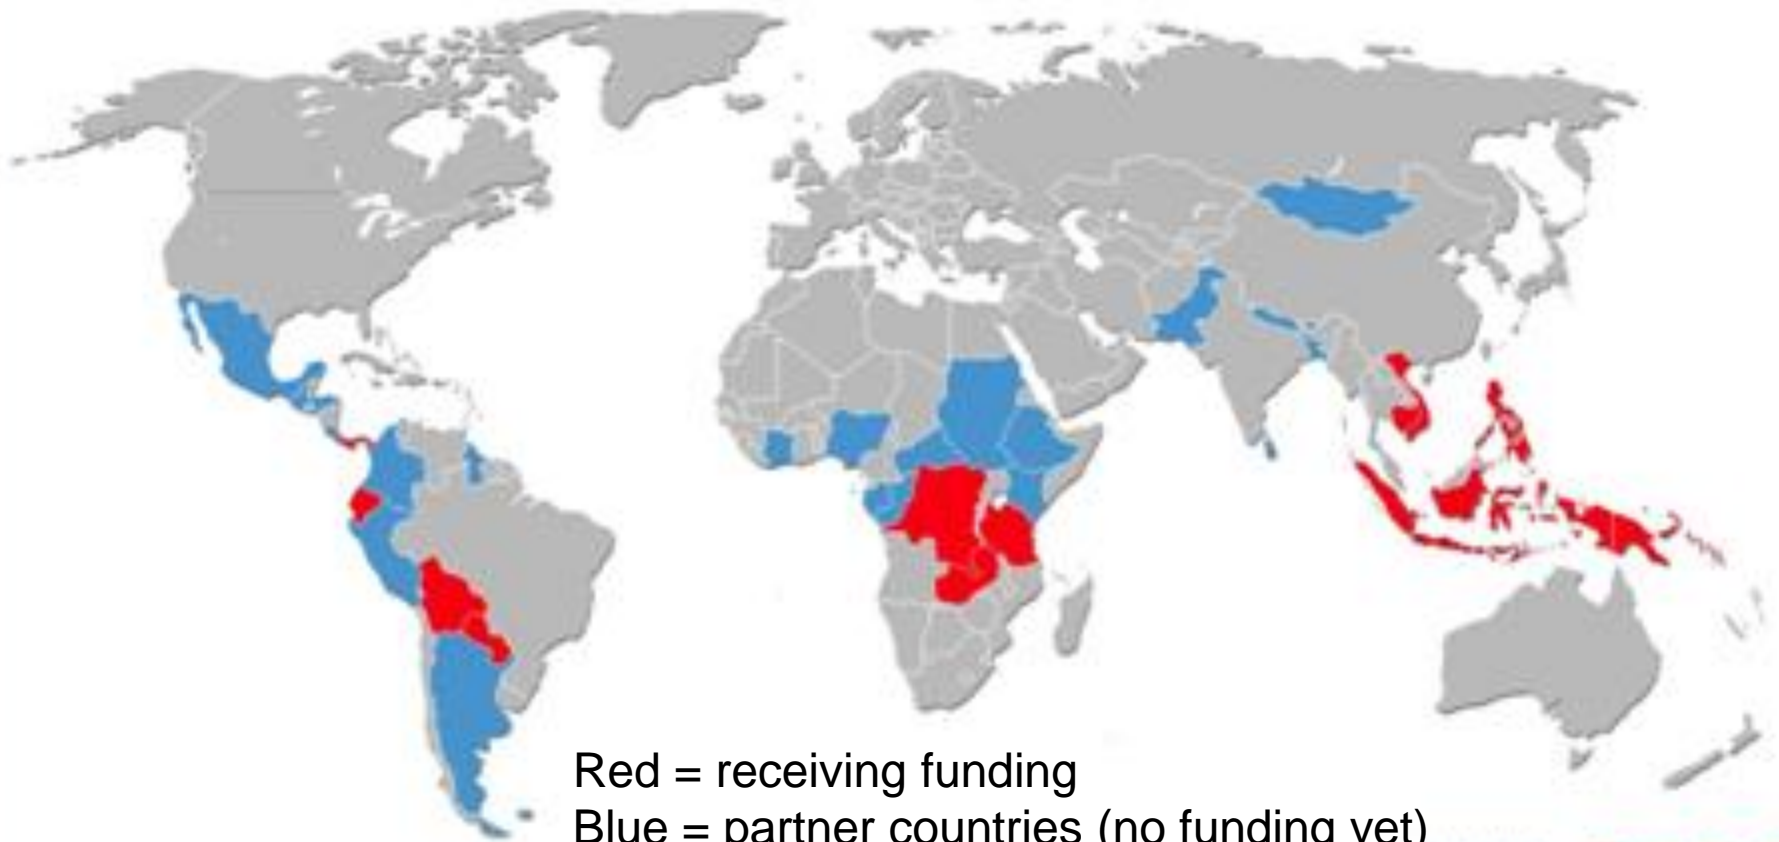 Red = receiving funding
Blue = partner countries (no funding yet)